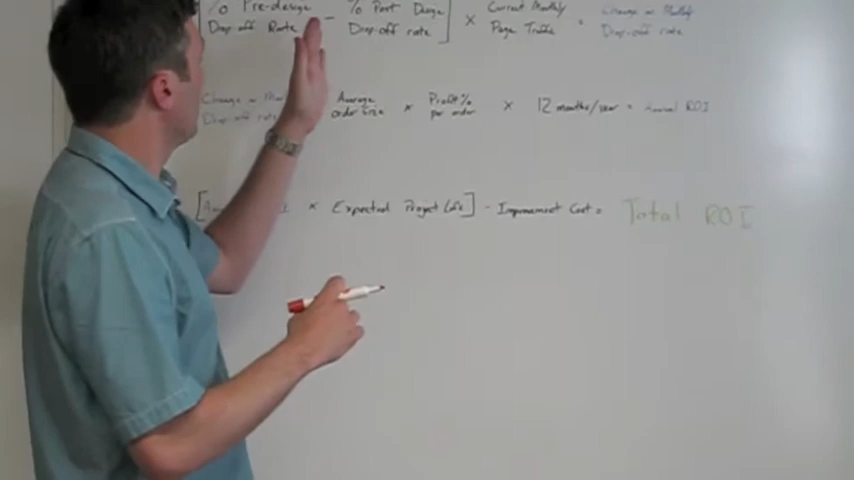 % Pre-design - % Post Design × Current Monthly = Change in Monthly
Drop-off Rate Drop-off rate Page Traffic Drop-off rate
Change in
Drop-off rate Average order size × Profit % per order × 12 months/year = Annual ROI
[ × Expected Project Life] - Improvement Cost = Total ROI